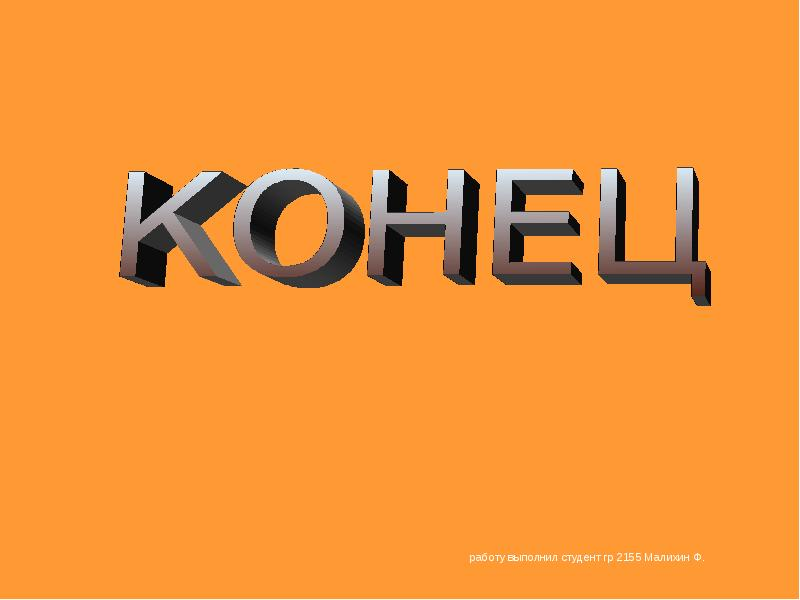 КОНЕЦ
работу выполнил студент гр 2155 Малихин Ф.